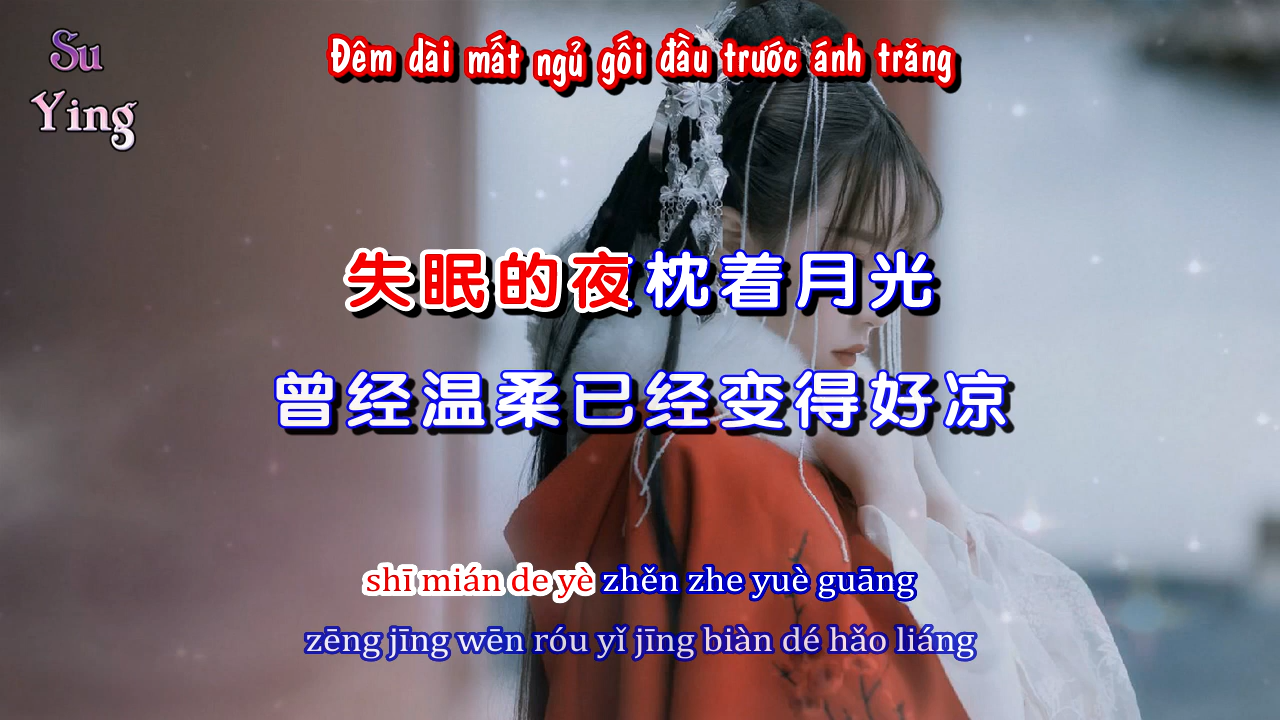 Su
Ying
Đêm dài mất ngủ gối đầu trước ánh trăng
失眠的夜枕着月光
曾经温柔已经变得好凉
shī mián de yè zhěn zhe yuè guāng
zēng jīng wēn róu yǐ jīng biàn dé hǎo liáng